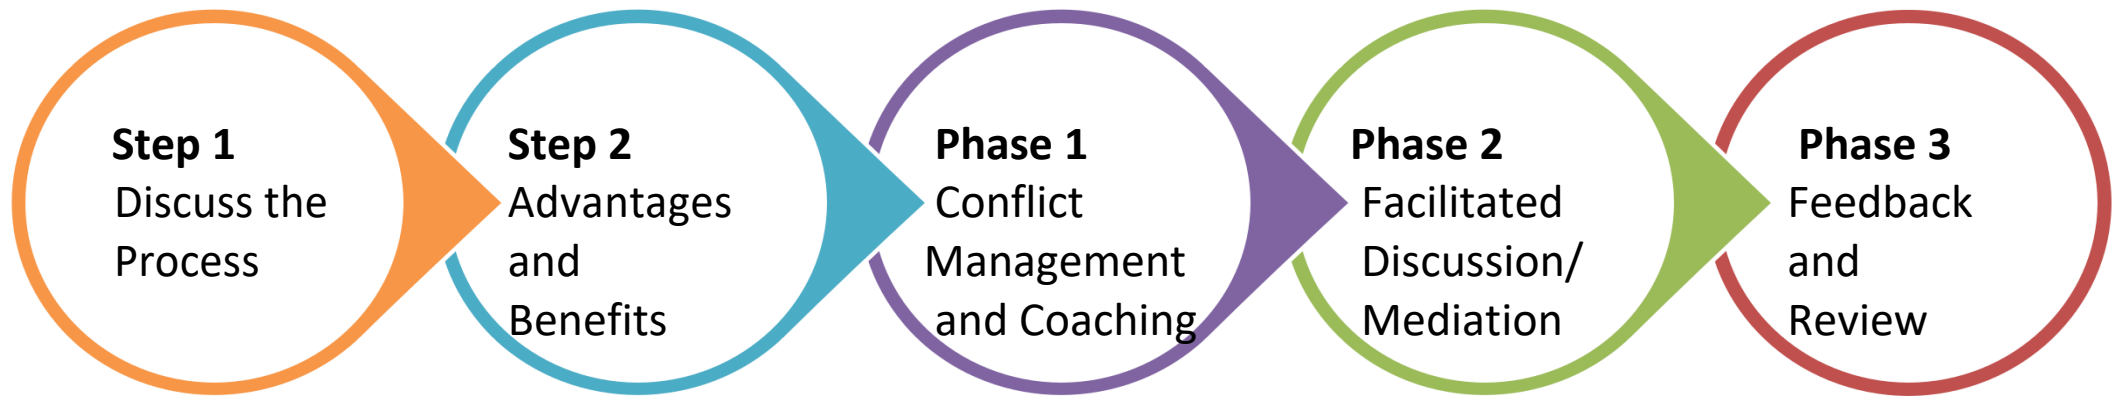 Step 1
Discuss the
Process
Step 2
Advantages
and
Benefits
Phase 1
Conflict
Management
and Coaching
Phase 2
Facilitated
Discussion/
Mediation
Phase 3
Feedback
and
Review